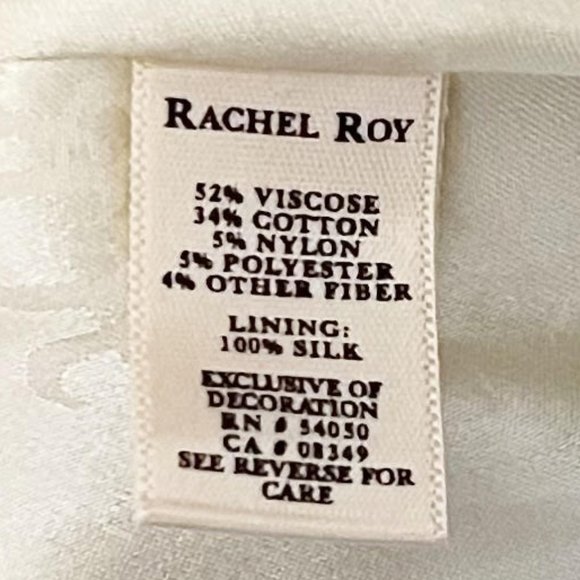 RACHEL ROY
52% VISCOSE
34% COTTON
5% NYLON
5% POLYESTER
4% OTHER FIBER
LINING:
100% SILK
EXCLUSIVE OF
DECORATION
RN # 54050
CA # 08349
SEE REVERSE FOR
CARE